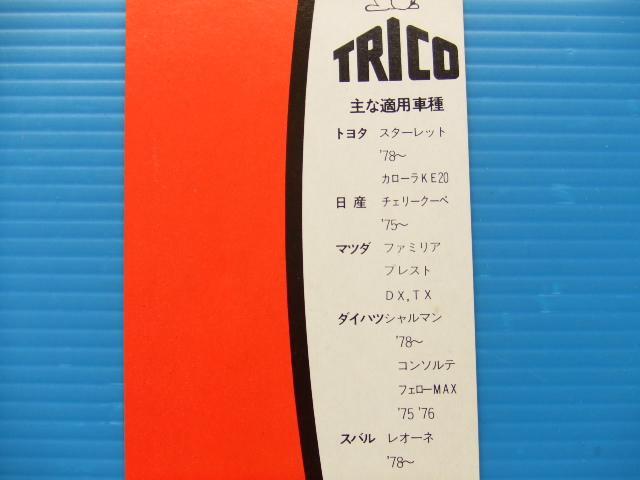 TRICO
主な適用車種
トヨタ スターレット
'78～
カローラKE20
日産 チェリークーペ
'75～
マツダ ファミリア
プレスト
DX,TX
ダイハツ シャルマン
'78～
コンソルテ
フェローMAX
'75 '76
スバル レオーネ
'78～